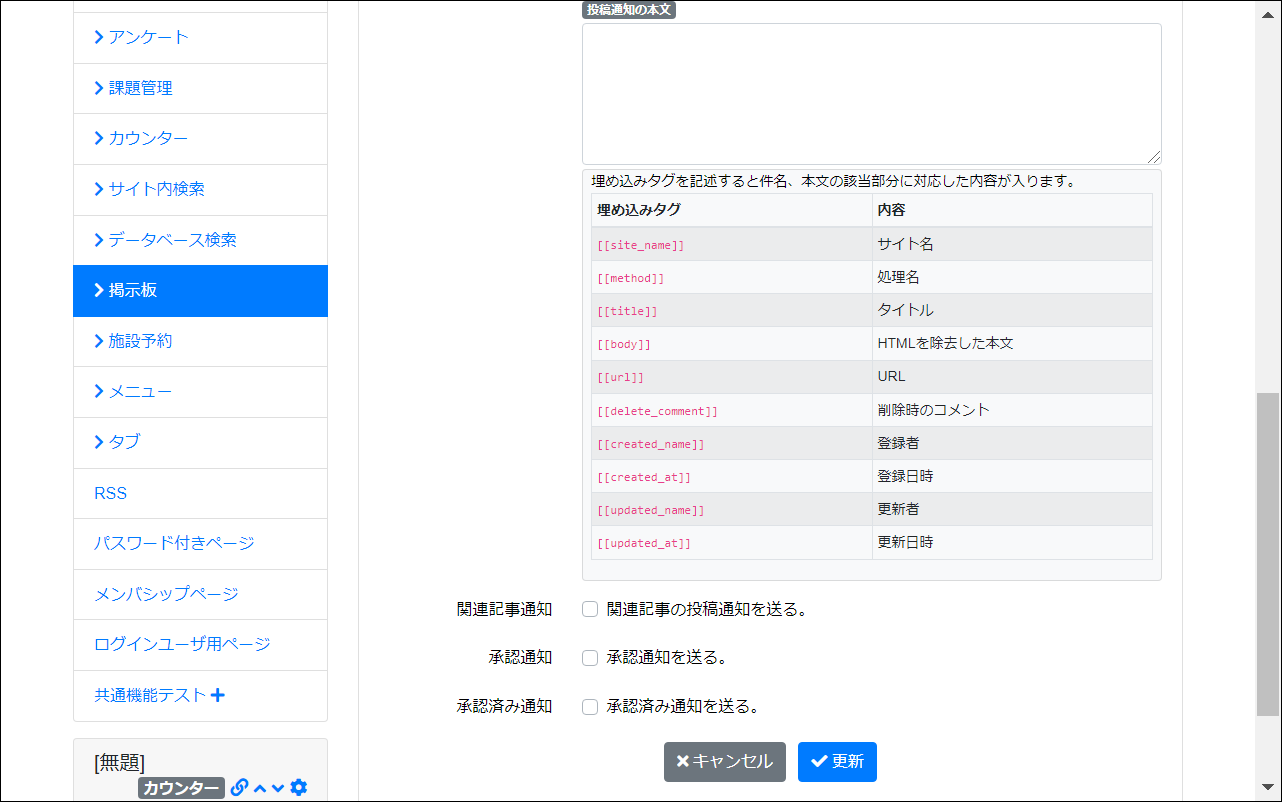 アンケート
課題管理
カウンター
サイト内検索
データベース検索
掲示板
施設予約
メニュー
タブ
RSS
パスワード付きページ
メンバシップページ
ログインユーザ用ページ
共通機能テスト
[無題]
カウンター
投稿通知の本文
埋め込みタグを記述すると件名、本文の該当部分に対応した内容が入ります。
埋め込みタグ 内容
[[site_name]] サイト名
[[method]] 処理名
[[title]] タイトル
[[body]] HTMLを除去した本文
[[url]] URL
[[delete_comment]] 削除時のコメント
[[created_name]] 登録者
[[created_at]] 登録日時
[[updated_name]] 更新者
[[updated_at]] 更新日時
関連記事通知 関連記事の投稿通知を送る。
承認通知 承認通知を送る。
承認済み通知 承認済み通知を送る。
キャンセル 更新